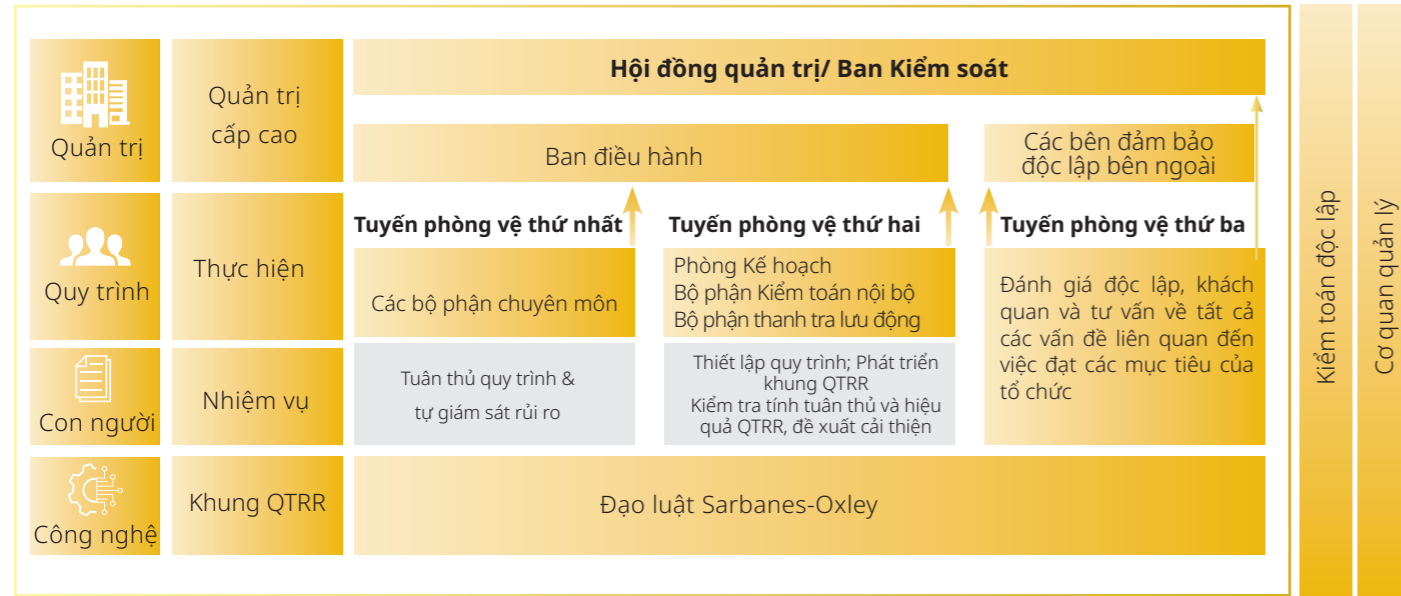 Quản trị
Quản trị
cấp cao
Hội đồng quản trị/ Ban Kiểm soát
Ban điều hành
Các bên đảm bảo
độc lập bên ngoài
Quy trình
Thực hiện
Tuyến phòng vệ thứ nhất
Các bộ phận chuyên môn
Tuyến phòng vệ thứ hai
Phòng Kế hoạch
Bộ phận Kiểm toán nội bộ
Bộ phận thanh tra lưu động
Tuyến phòng vệ thứ ba
Đánh giá độc lập, khách
quan và tư vấn về tất cả
các vấn đề liên quan đến
việc đạt các mục tiêu của
tổ chức
Con người
Nhiệm vụ
Tuân thủ quy trình &
tự giám sát rủi ro
Thiết lập quy trình; Phát triển
khung QTRR
Kiểm tra tính tuân thủ và hiệu
quả QTRR, đề xuất cải thiện
Công nghệ
Khung QTRR
Đạo luật Sarbanes-Oxley
Kiểm toán độc lập
Cơ quan quản lý